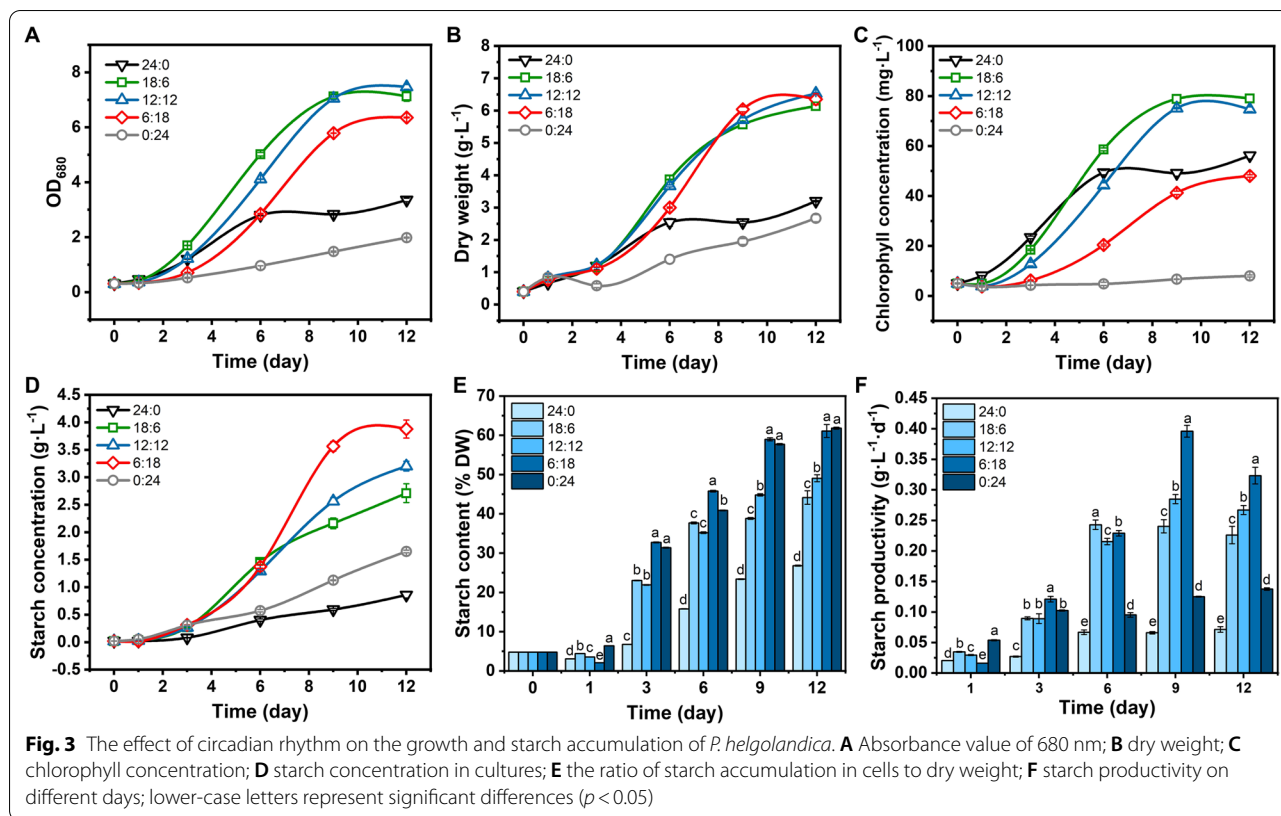 A
24:0
18:6
12:12
6:18
0:24
OD680
8
6
4
2
0
0 2 4 6 8 10 12
Time (day)
B
24:0
18:6
12:12
6:18
0:24
Dry weight (g·L-1)
7
6
5
4
3
2
1
0
0 2 4 6 8 10 12
Time (day)
C
24:0
18:6
12:12
6:18
0:24
Chlorophyll concentration (mg·L-1)
100
80
60
40
20
0
0 2 4 6 8 10 12
Time (day)
D
24:0
18:6
12:12
6:18
0:24
Starch concentration (g·L-1)
4.5
4.0
3.5
3.0
2.5
2.0
1.5
1.0
0.5
0.0
-0.5
0 2 4 6 8 10 12
Time (day)
E
24:0
18:6
12:12
6:18
0:24
Starch content (% DW)
70
60
50
40
30
20
10
0
d b c e a
c b b a a
d c c a b
d c b a a
d c b a a
0 1 3 6 9 12
Time (day)
F
24:0
18:6
12:12
6:18
0:24
Starch productivity (g·L-1·d-1)
0.45
0.40
0.35
0.30
0.25
0.20
0.15
0.10
0.05
0.00
d b c e a
c b b a b
e a c b d
e c b a d
e c b a d
1 3 6 9 12
Time (day)
Fig. 3 The effect of circadian rhythm on the growth and starch accumulation of P. helgolandica. A Absorbance value of 680 nm; B dry weight; C
chlorophyll concentration; D starch concentration in cultures; E the ratio of starch accumulation in cells to dry weight; F starch productivity on
different days; lower-case letters represent significant differences (p < 0.05)